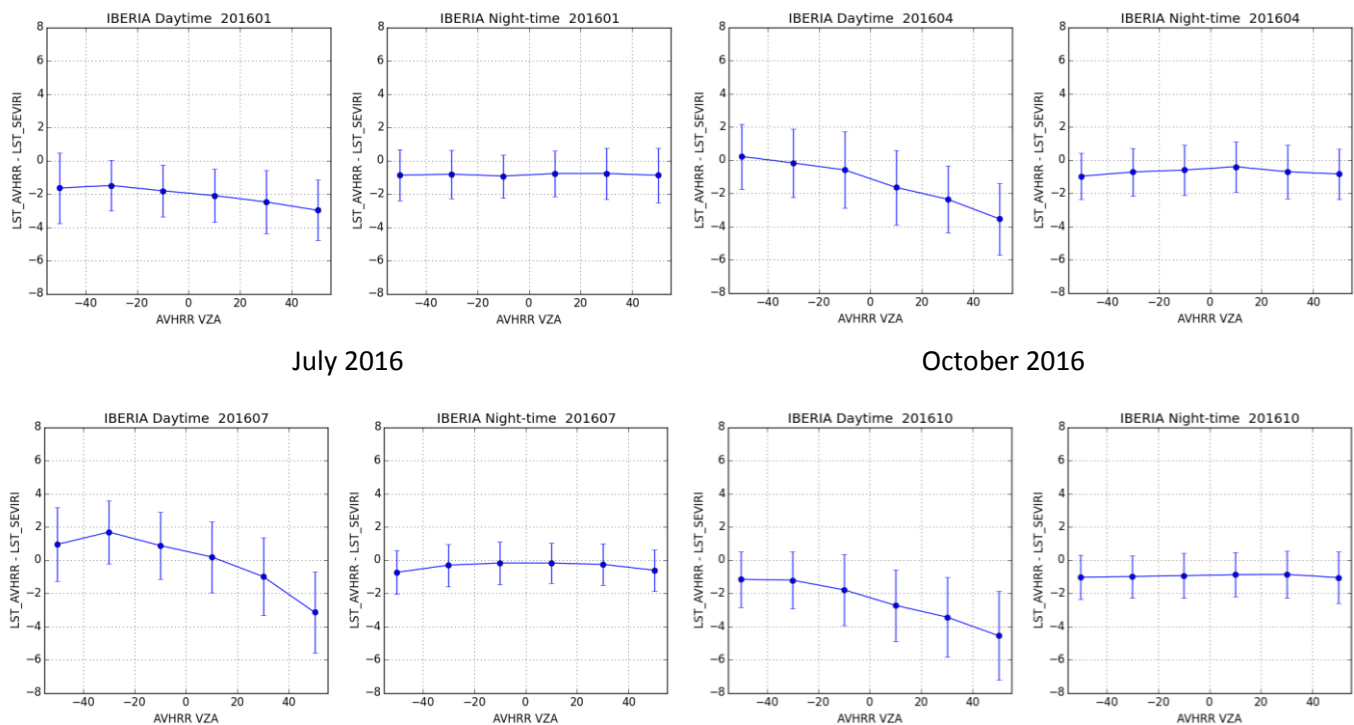 IBERIA Daytime 201601
IBERIA Night-time 201601
IBERIA Daytime 201604
IBERIA Night-time 201604
LST_AVHRR - LST_SEVIRI
8
6
4
2
0
−2
−4
−6
−8
−40 −20 0 20 40
AVHRR VZA
LST_AVHRR - LST_SEVIRI
8
6
4
2
0
−2
−4
−6
−8
−40 −20 0 20 40
AVHRR VZA
LST_AVHRR - LST_SEVIRI
8
6
4
2
0
−2
−4
−6
−8
−40 −20 0 20 40
AVHRR VZA
LST_AVHRR - LST_SEVIRI
8
6
4
2
0
−2
−4
−6
−8
−40 −20 0 20 40
AVHRR VZA
July 2016
October 2016
IBERIA Daytime 201607
IBERIA Night-time 201607
IBERIA Daytime 201610
IBERIA Night-time 201610
LST_AVHRR - LST_SEVIRI
8
6
4
2
0
−2
−4
−6
−8
−40 −20 0 20 40
AVHRR VZA
LST_AVHRR - LST_SEVIRI
8
6
4
2
0
−2
−4
−6
−8
−40 −20 0 20 40
AVHRR VZA
LST_AVHRR - LST_SEVIRI
8
6
4
2
0
−2
−4
−6
−8
−40 −20 0 20 40
AVHRR VZA
LST_AVHRR - LST_SEVIRI
8
6
4
2
0
−2
−4
−6
−8
−40 −20 0 20 40
AVHRR VZA